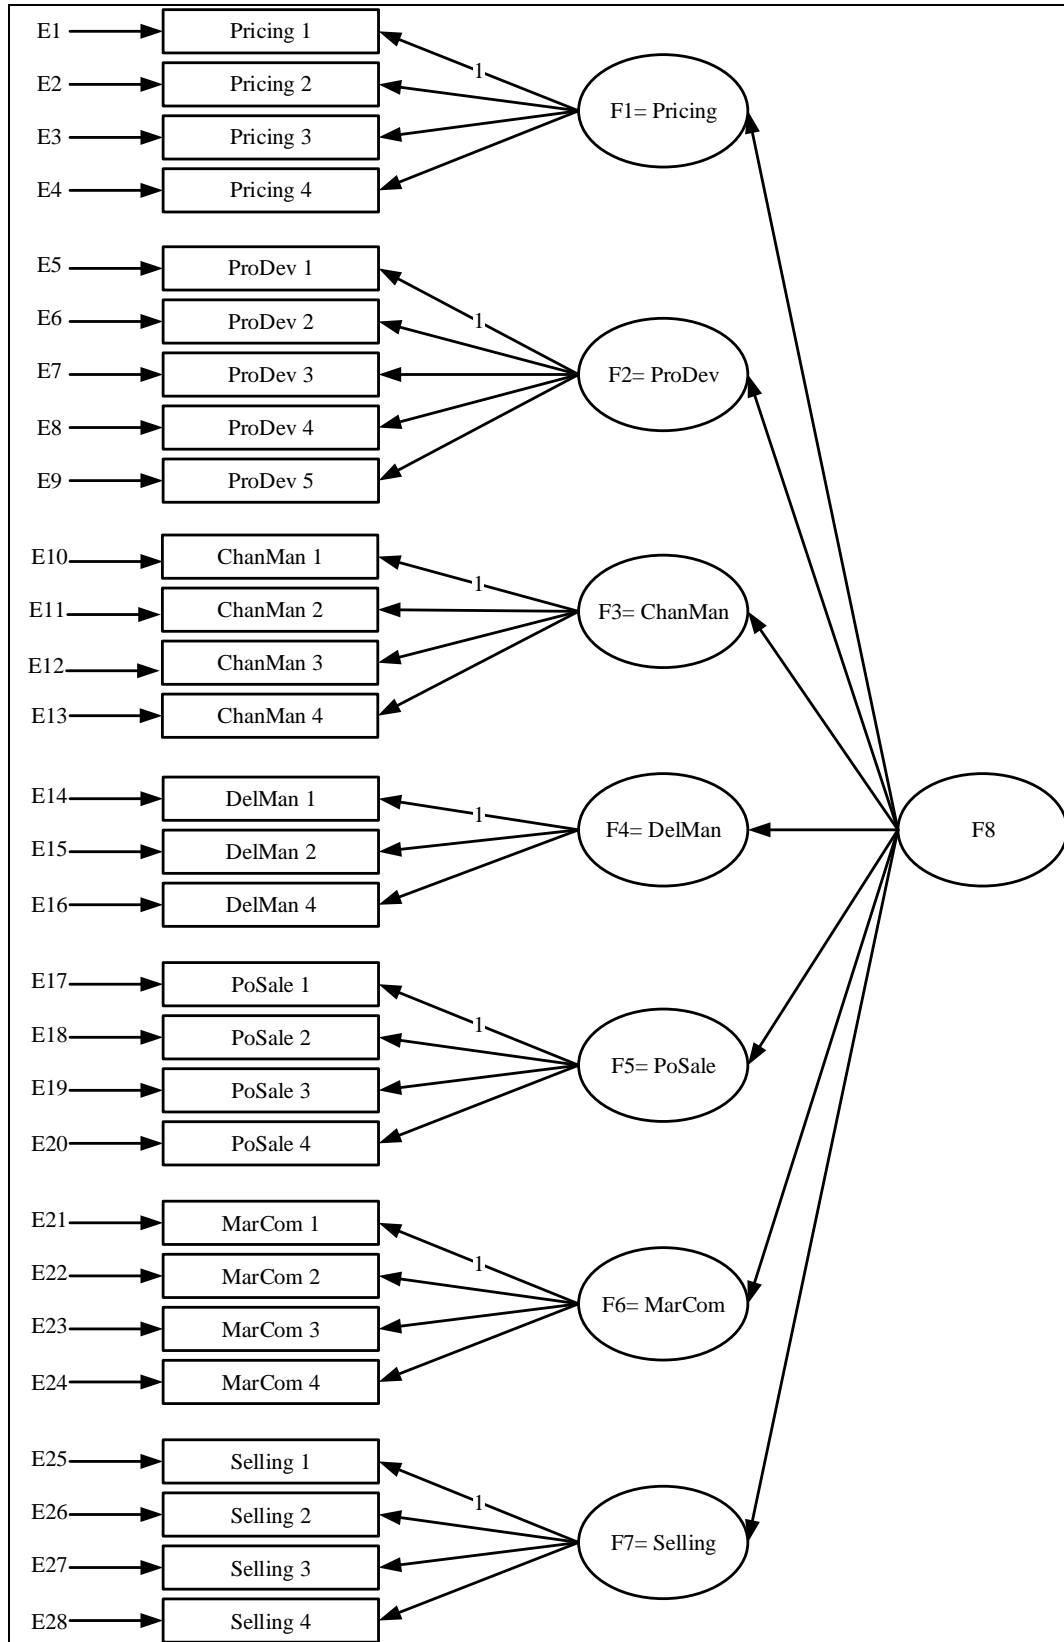 E1 Pricing 1
1
E2 Pricing 2
F1= Pricing
E3 Pricing 3
E4 Pricing 4
E5 ProDev 1
1
E6 ProDev 2
E7 ProDev 3
F2= ProDev
E8 ProDev 4
E9 ProDev 5
E10 ChanMan 1
1
E11 ChanMan 2
F3= ChanMan
E12 ChanMan 3
E13 ChanMan 4
E14 DelMan 1
1
F4= DelMan
F8
E15 DelMan 2
E16 DelMan 4
E17 PoSale 1
1
E18 PoSale 2
F5= PoSale
E19 PoSale 3
E20 PoSale 4
E21 MarCom 1
1
E22 MarCom 2
F6= MarCom
E23 MarCom 3
E24 MarCom 4
E25 Selling 1
1
E26 Selling 2
F7= Selling
E27 Selling 3
E28 Selling 4